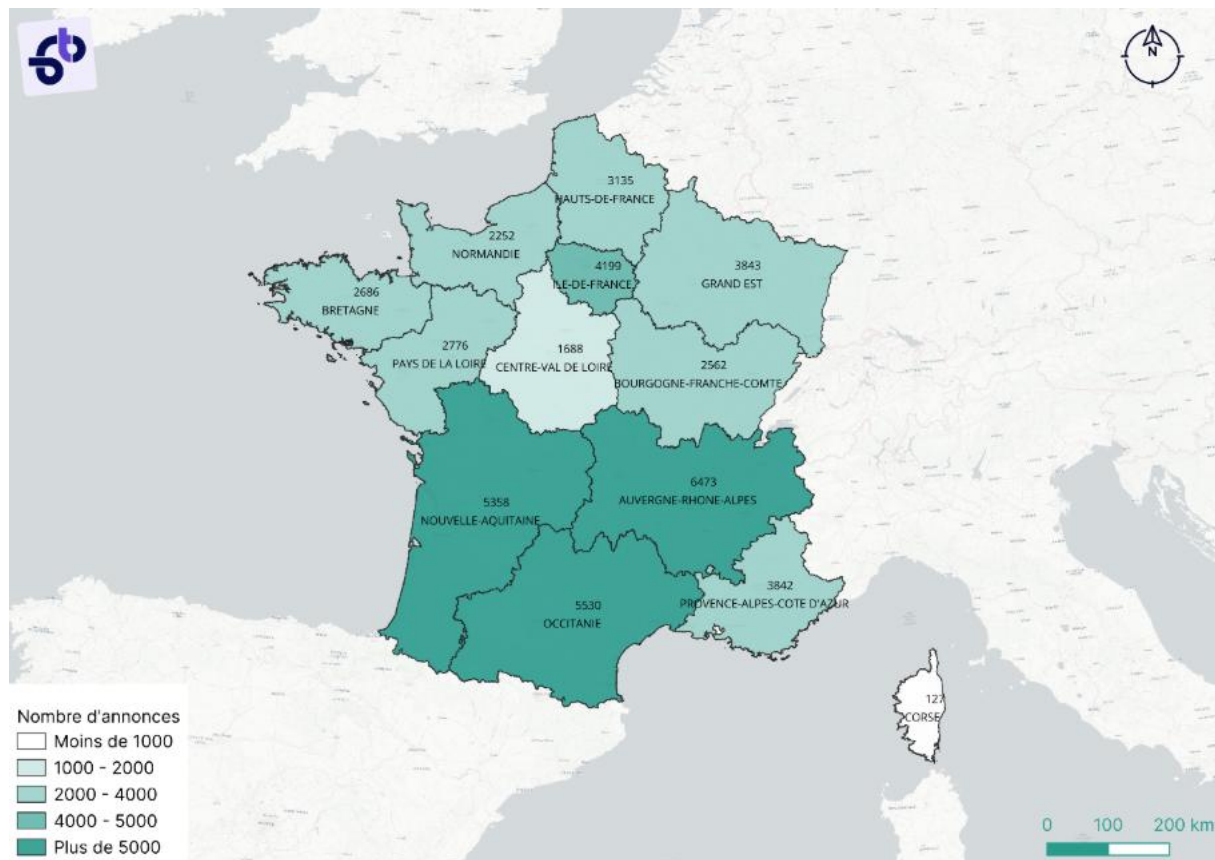 N
3135
HAUTS-DE-FRANCE
2252
NORMANDIE
4199
ILE-DE-FRANCE
3843
GRAND EST
2686
BRETAGNE
2776
PAYS DE LA LOIRE
1688
CENTRE-VAL DE LOIRE
2562
BOURGOGNE-FRANCHE-COMTE
5358
NOUVELLE-AQUITAINE
6473
AUVERGNE-RHONE-ALPES
5530
OCCITANIE
3842
PROVENCE-ALPES-COTE D'AZUR
127
CORSE
Nombre d'annonces
Moins de 1000
1000 - 2000
2000 - 4000
4000 - 5000
Plus de 5000
0 100 200 km